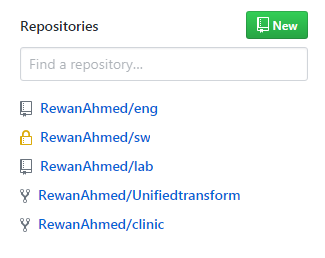 Repositories
New
Find a repository...
RewanAhmed/eng
RewanAhmed/sw
RewanAhmed/lab
RewanAhmed/Unifiedtransform
RewanAhmed/clinic